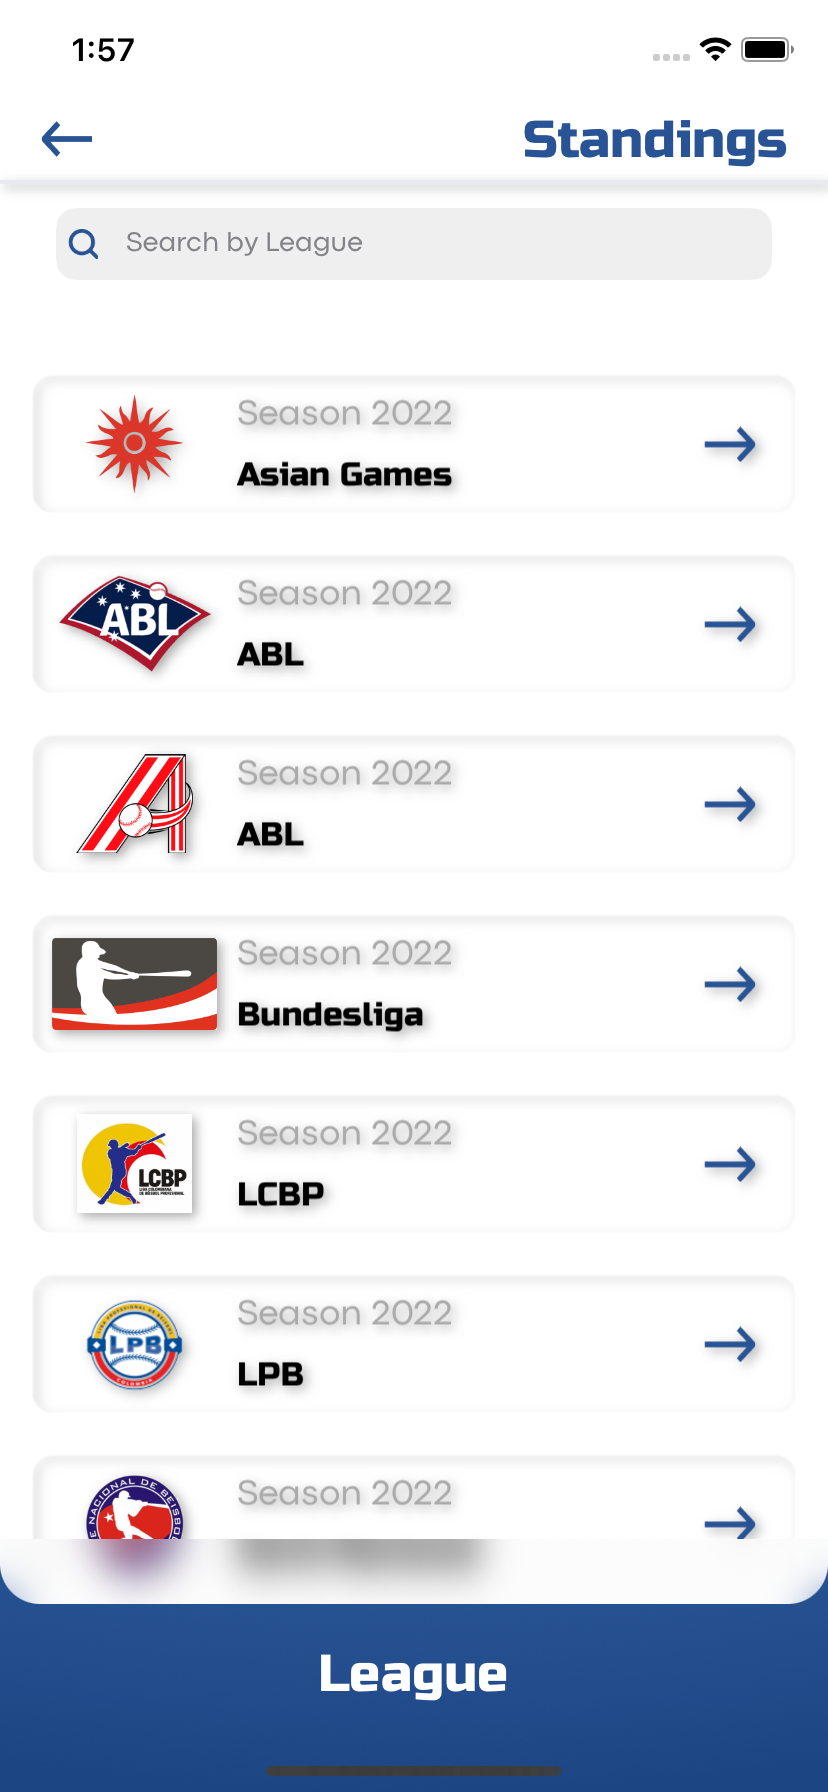 1:57
Standings
Search by League
Season 2022
Asian Games
ABL
Season 2022
ABL
Season 2022
ABL
Season 2022
Bundesliga
LCBP
LIGA COLOMBIANA
DE BÉISBOL PROFESIONAL
Season 2022
LCBP
LIGA PROFESIONAL DE BEISBOL
LPB
COLOMBIA
Season 2022
LPB
NACIONAL DE BEISBO
Season 2022
League